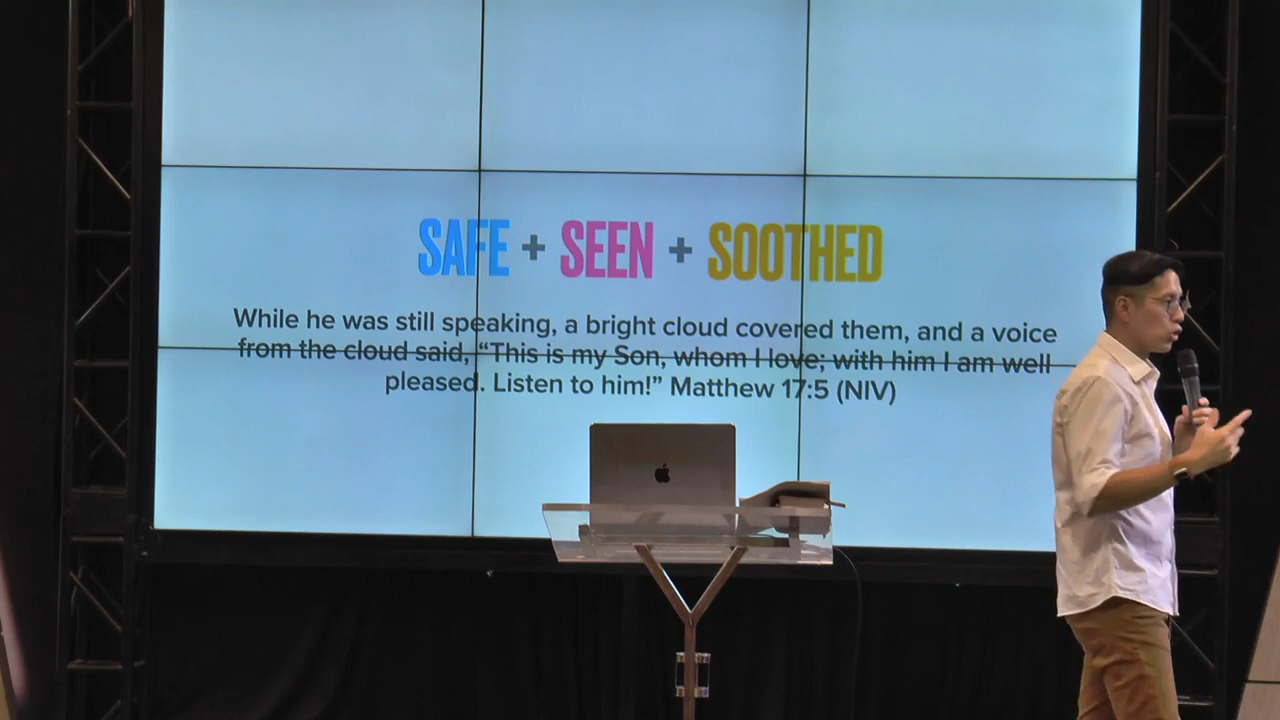 SAFE + SEEN + SOOTHED
While he was still speaking, a bright cloud covered them, and a voice
from the cloud said, “This is my Son, whom I love; with him I am well
pleased. Listen to him!” Matthew 17:5 (NIV)